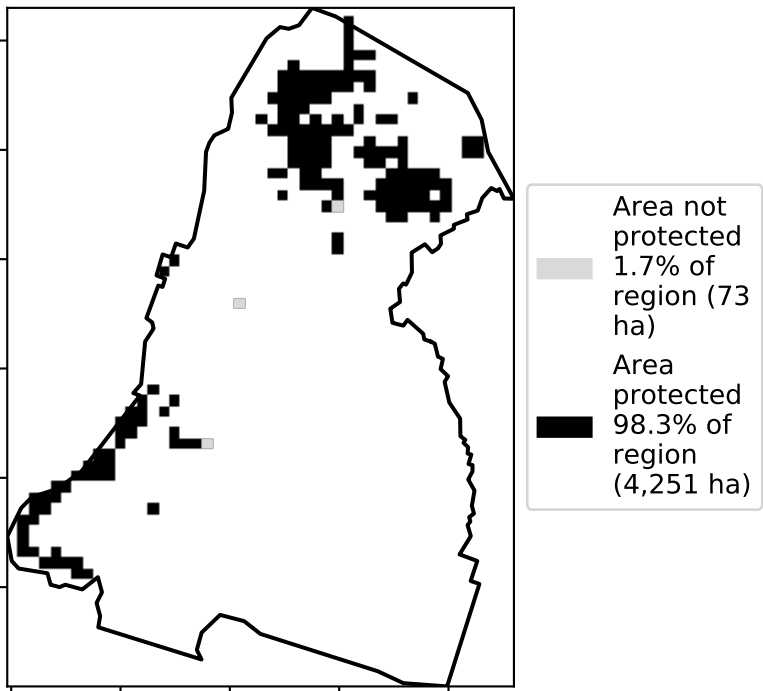 Area not
protected
1.7% of
region (73
ha)
Area
protected
98.3% of
region
(4,251 ha)